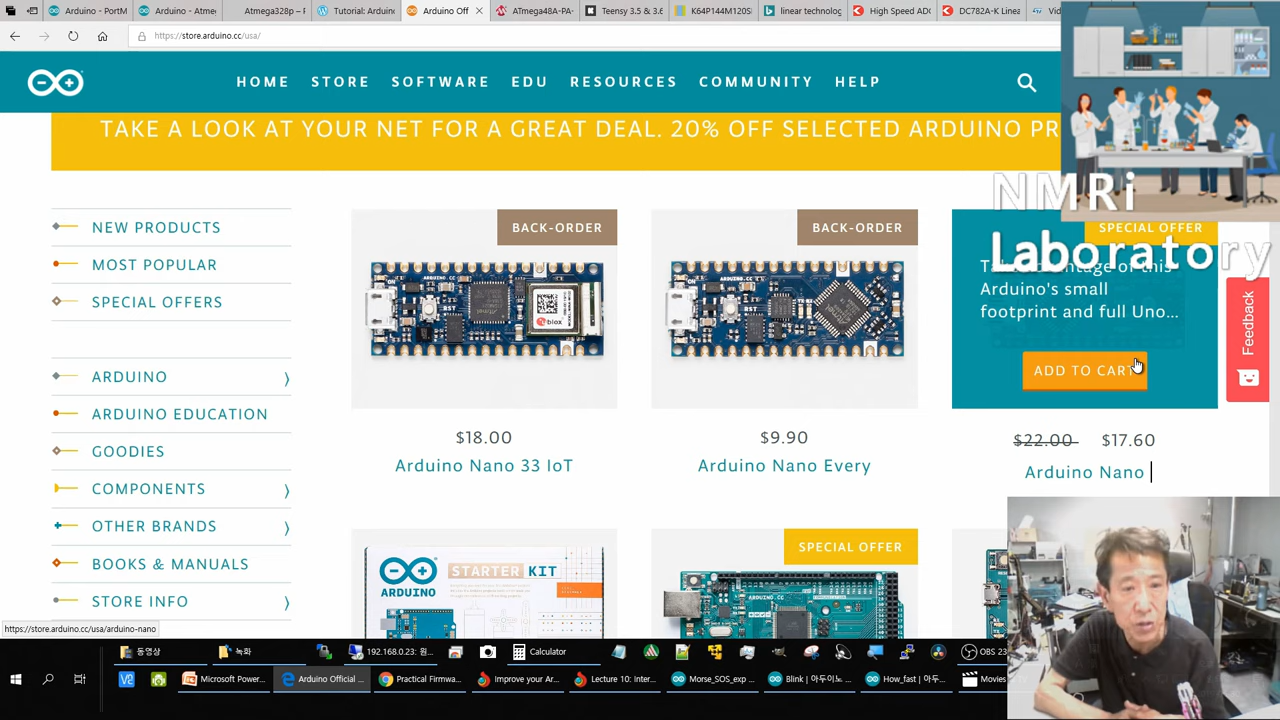 Arduino - PortM
Arduino - Atmeg
Atmega328p – F
Tutorial: Arduino
Arduino Off
ATmega48A-PA-
Teensy 3.5 & 3.6
K64P144M120S
linear technolog
High Speed ADC
DC782A-K Linea
Vid
https://store.arduino.cc/usa/
HOME STORE SOFTWARE EDU RESOURCES COMMUNITY HELP
TAKE A LOOK AT YOUR NET FOR A GREAT DEAL. 20% OFF SELECTED ARDUINO PR
NMRi
Laboratory
NEW PRODUCTS
MOST POPULAR
SPECIAL OFFERS
ARDUINO
ARDUINO EDUCATION
GOODIES
COMPONENTS
OTHER BRANDS
BOOKS & MANUALS
STORE INFO
BACK-ORDER
$18.00
Arduino Nano 33 IoT
BACK-ORDER
$9.90
Arduino Nano Every
SPECIAL OFFER
this
Arduino's small
footprint and full Uno...
ADD TO CART
$22.00 $17.60
Arduino Nano
Feedback
ARDUINO
STARTER KIT
SPECIAL OFFER
https://store.arduino.cc/usa/arduino-nano
동영상
녹화
192.168.0.23: 원...
Calculator
OBS 23
Microsoft Power...
Arduino Official ...
Practical Firmwa...
Improve your Ar...
Lecture 10: Inter...
Morse_SOS_exp ...
Blink | 아두이노 ...
How_fast | 아두...
Movies